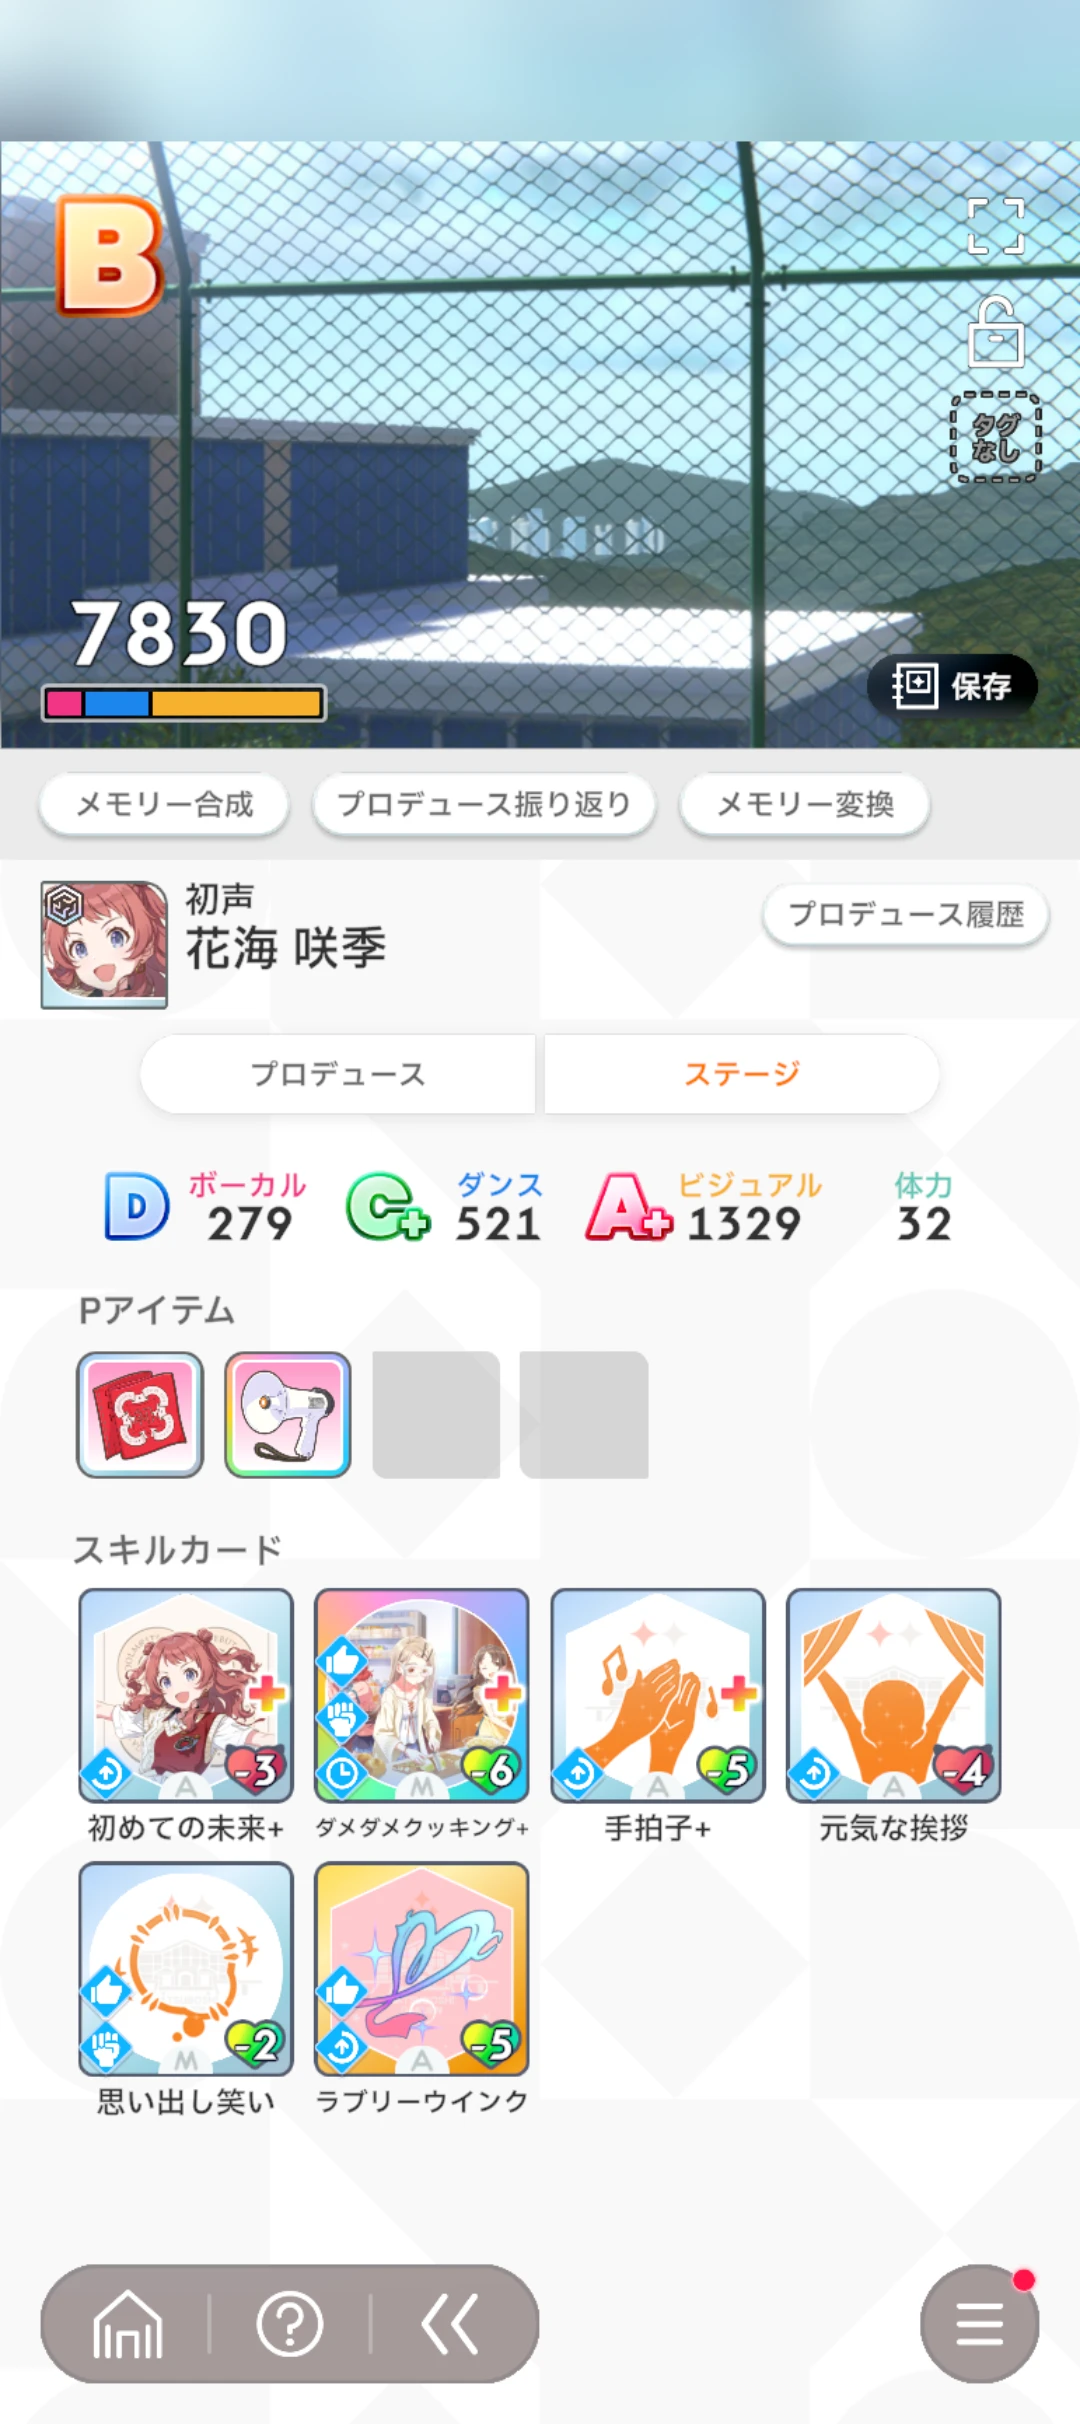 B
タグ
なし
7830
保存
メモリー合成
プロデュース振り返り
メモリー変換
初声
花海 咲季
プロデュース履歴
プロデュース
ステージ
D ボーカル 279
C+ ダンス 521
A+ ビジュアル 1329
体力 32
Pアイテム
スキルカード
A -3
M -6
A -5
A -4
初めての未来+
ダメダメクッキング+
手拍子+
元気な挨拶
M -2
A -5
思い出し笑い
ラブリーウインク